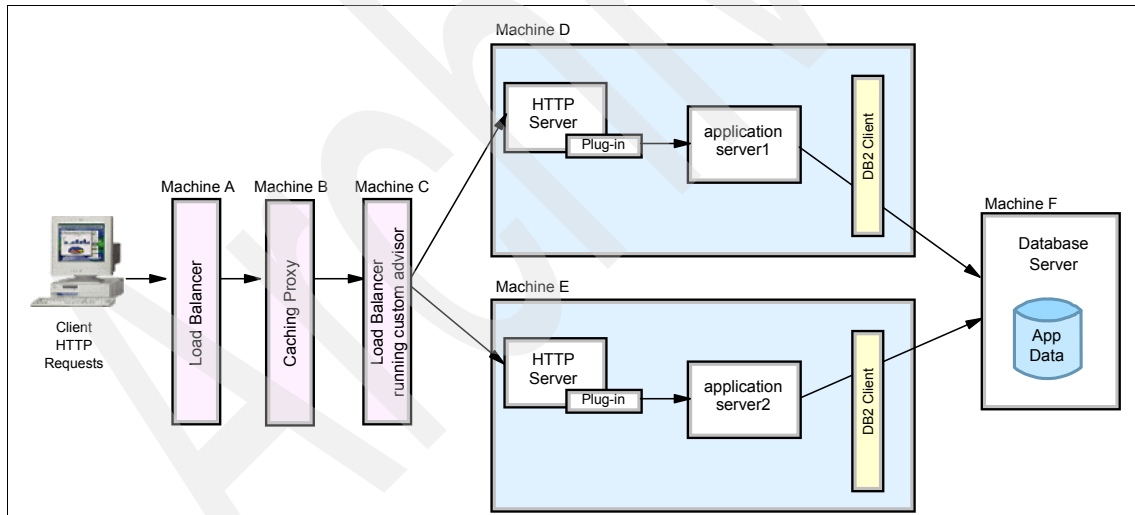 Machine D
HTTP
Server
Plug-in
application
server1
DB2 Client
Machine A
Machine B
Machine C
Load Balancer
Caching Proxy
Load Balancer
running custom advisor
Client
HTTP
Requests
Machine E
HTTP
Server
Plug-in
application
server2
DB2 Client
Machine F
Database
Server
App
Data